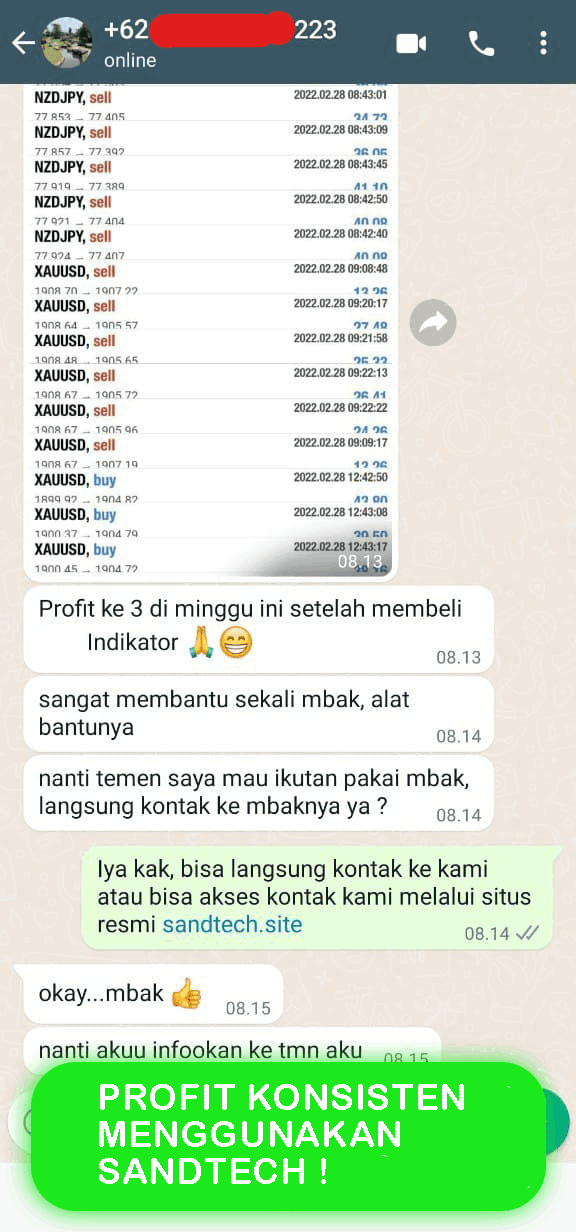 +62 223
online
NZDJPY, sell 2022.02.28 08:43:01
77.853 → 77.405 34.73
NZDJPY, sell 2022.02.28 08:43:09
77.857 → 77.392 36.05
NZDJPY, sell 2022.02.28 08:43:45
77.919 → 77.389 41.10
NZDJPY, sell 2022.02.28 08:42:50
77.921 → 77.404 40.08
NZDJPY, sell 2022.02.28 08:42:40
77.924 → 77.407 40.08
XAUUSD, sell 2022.02.28 09:08:48
1908.70 → 1907.22 13.26
XAUUSD, sell 2022.02.28 09:20:17
1908.64 → 1905.57 27.48
XAUUSD, sell 2022.02.28 09:21:58
1908.48 → 1905.65
XAUUSD, sell 2022.02.28 09:22:13
1908.67 → 1905.72 26.41
XAUUSD, sell 2022.02.28 09:22:22
1908.67 → 1905.96 24.26
XAUUSD, sell 2022.02.28 09:09:17
1908.67 → 1907.19 13.26
XAUUSD, buy 2022.02.28 12:42:50
1899.92 → 1904.82 43.90
XAUUSD, buy 2022.02.28 12:43:08
1900.37 → 1904.79
XAUUSD, buy 2022.02.28 12:43:17
1900.45 → 1904.72
08.13
Profit ke 3 di minggu ini setelah membeli
Indikator 🙏😁
08.13
sangat membantu sekali mbak, alat
bantunya
08.14
nanti temen saya mau ikutan pakai mbak,
langsung kontak ke mbaknya ya ?
08.14
Iya kak, bisa langsung kontak ke kami
atau bisa akses kontak kami melalui situs
resmi sandtech.site
08.14
okay...mbak 👍
08.15
nanti akuu infookan ke tmn aku
08.15
PROFIT KONSISTEN
MENGGUNAKAN
SANDTECH !